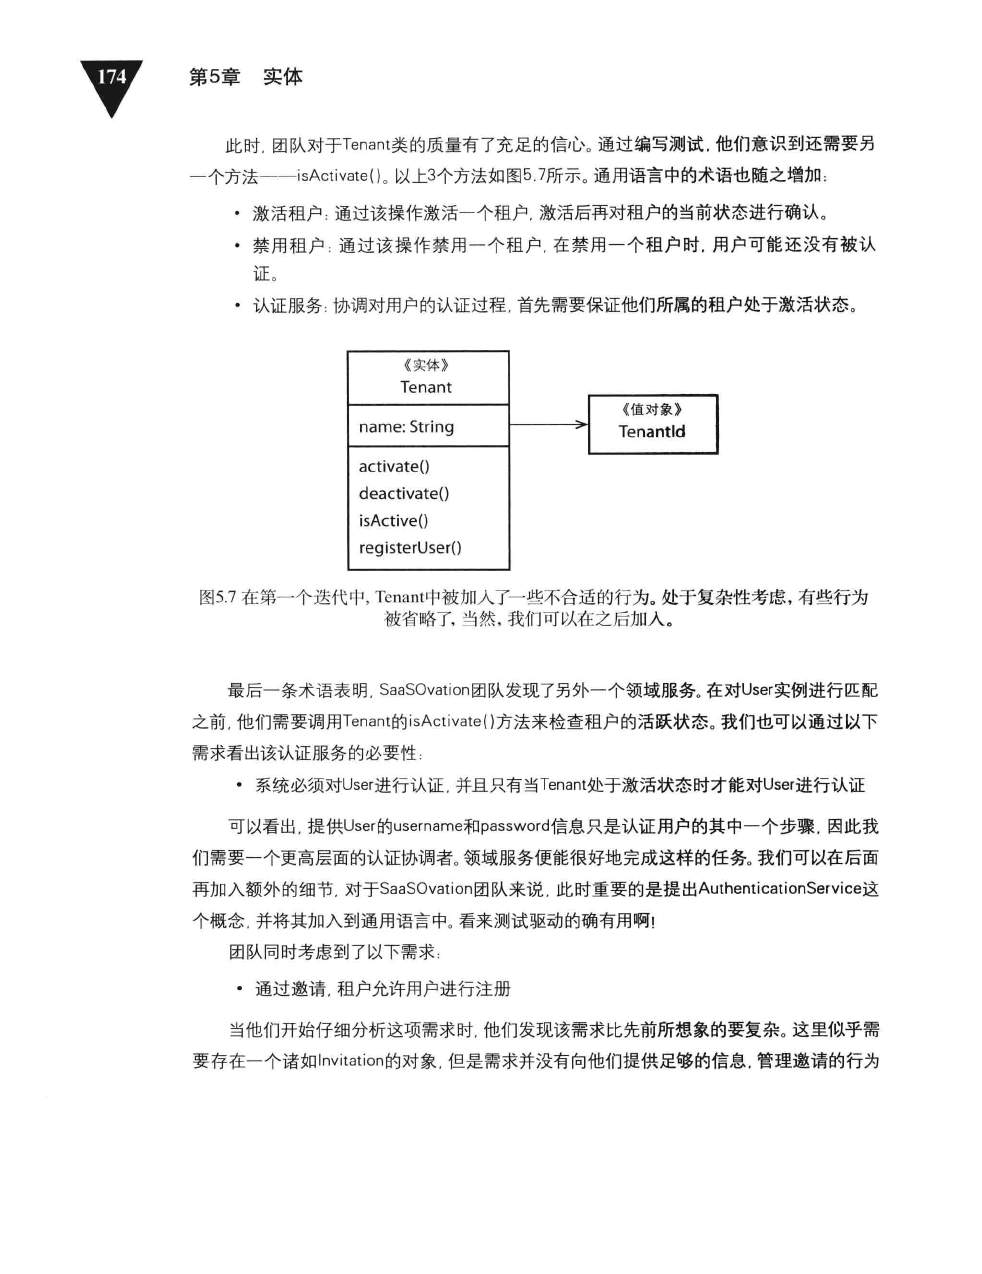 174
第5章 实体
此时, 团队对于Tenant类的质量有了充足的信心。通过编写测试, 他们意识到还需要另
一个方法——isActivate()。以上3个方法如图5.7所示。通用语言中的术语也随之增加:
• 激活租户: 通过该操作激活一个租户, 激活后再对租户的当前状态进行确认。
• 禁用租户: 通过该操作禁用一个租户, 在禁用一个租户时, 用户可能还没有被认
证。
• 认证服务: 协调对用户的认证过程, 首先需要保证他们所属的租户处于激活状态。
《实体》
Tenant
name: String
activate()
deactivate()
isActive()
registerUser()
《值对象》
TenantId
图5.7 在第一个迭代中, Tenant中被加入了一些不合适的行为。处于复杂性考虑, 有些行为
被省略了, 当然, 我们可以在之后加入。
最后一条术语表明, SaaSOvation团队发现了另外一个领域服务。在对User实例进行匹配
之前, 他们需要调用Tenant的isActivate()方法来检查租户的活跃状态。我们也可以通过以下
需求看出该认证服务的必要性:
• 系统必须对User进行认证, 并且只有当Tenant处于激活状态时才能对User进行认证
可以看出, 提供User的username和password信息只是认证用户的其中一个步骤, 因此我
们需要一个更高层面的认证协调者。领域服务便能很好地完成这样的任务。我们可以在后面
再加入额外的细节, 对于SaaSOvation团队来说, 此时重要的是提出AuthenticationService这
个概念, 并将其加入到通用语言中。看来测试驱动的确有用啊!
团队同时考虑到了以下需求:
• 通过邀请, 租户允许用户进行注册
当他们开始仔细分析这项需求时, 他们发现该需求比先前所想象的要复杂。这里似乎需
要存在一个诸如Invitation的对象, 但是需求并没有向他们提供足够的信息, 管理邀请的行为